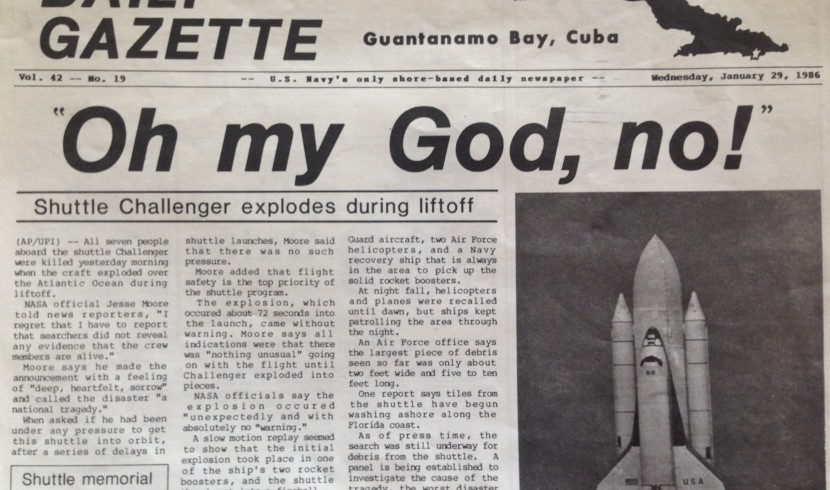 DAILY
GAZETTE
Guantanamo Bay, Cuba
Vol. 42 -- No. 19
-- U.S. Navy's only shore-based daily newspaper --
Wednesday, January 29, 1986
"Oh my God, no!"
Shuttle Challenger explodes during liftoff
(AP/UPI) -- All seven people
aboard the shuttle Challenger
were killed yesterday morning
when the craft exploded over
the Atlantic Ocean during
liftoff.
NASA official Jesse Moore
told news reporters, "I
regret that I have to report
that searchers did not reveal
any evidence that the crew
members are alive."
Moore says he made the
announcement with a feeling
of "deep, heartfelt, sorrow"
and called the disaster "a
national tragedy."
When asked if he had been
under any pressure to get
this shuttle into orbit,
after a series of delays in
shuttle launches, Moore said
that there was no such
pressure.
Moore added that flight
safety is the top priority of
the shuttle program.
The explosion, which
occured about 72 seconds into
the launch, came without
warning. Moore says all
indications were that there
was "nothing unusual" going
on with the flight until
Challenger exploded into
pieces.
NASA officials say the
explosion occurred
"unexpectedly and with
absolutely no "warning."
A slow motion replay seemed
to show that the initial
explosion took place in one
of the ship's two rocket
boosters, and the shuttle
Guard aircraft, two Air Force
helicopters, and a Navy
recovery ship that is always
in the area to pick up the
solid rocket boosters.
At night fall, helicopters
and planes were recalled
until dawn, but ships kept
patrolling the area through
the night.
An Air Force office says
the largest piece of debris
seen so far was only about
two feet wide and five to ten
feet long.
One report says tiles from
the shuttle have begun
washing ashore along the
Florida coast.
As of press time, the
search was still underway for
debris from the shuttle. A
panel is being established to
investigate the cause of the
tragedy, the worst disaster
Shuttle memorial
USA